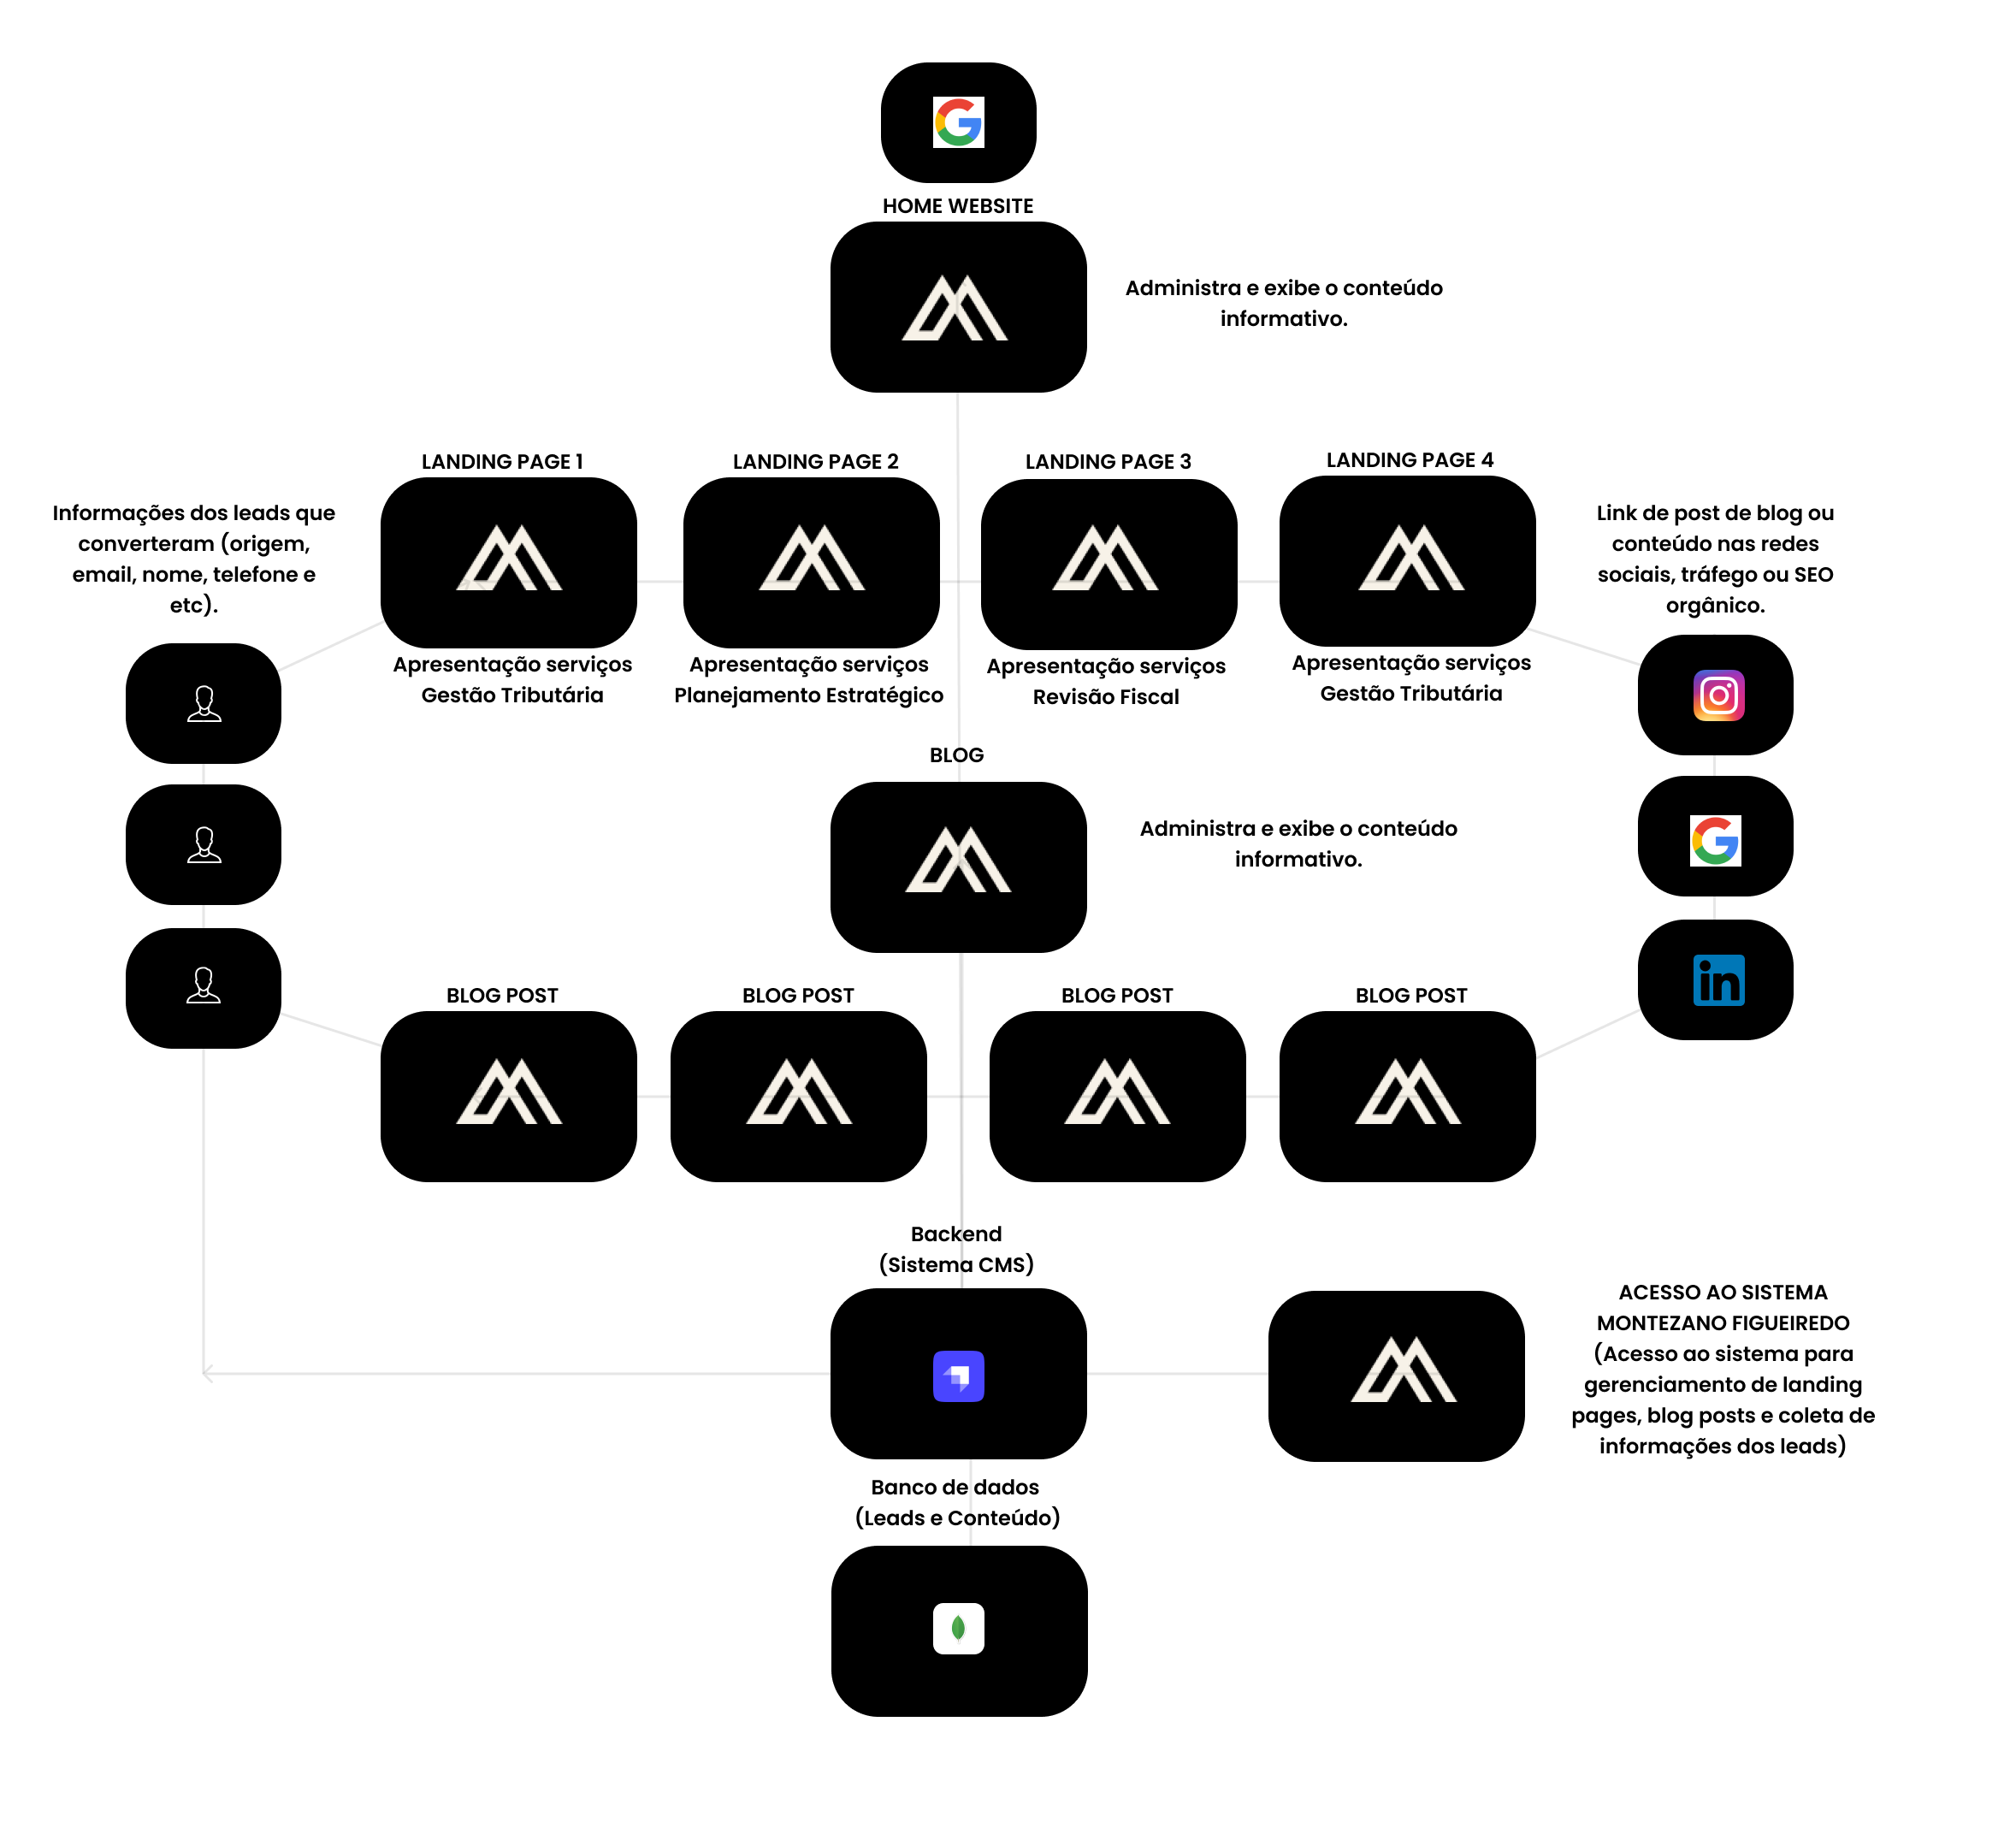 HOME WEBSITE
Administra e exibe o conteúdo
informativo.
LANDING PAGE 1
LANDING PAGE 2
LANDING PAGE 3
LANDING PAGE 4
Informações dos leads que
converteram (origem,
email, nome, telefone e
etc).
Link de post de blog ou
conteúdo nas redes
sociais, tráfego ou SEO
orgânico.
Apresentação serviços
Gestão Tributária
Apresentação serviços
Planejamento Estratégico
Apresentação serviços
Revisão Fiscal
Apresentação serviços
Gestão Tributária
BLOG
Administra e exibe o conteúdo
informativo.
BLOG POST
BLOG POST
BLOG POST
BLOG POST
Backend
(Sistema CMS)
ACESSO AO SISTEMA
MONTEZANO FIGUEIREDO
(Acesso ao sistema para
gerenciamento de landing
pages, blog posts e coleta de
informações dos leads)
Banco de dados
(Leads e Conteúdo)